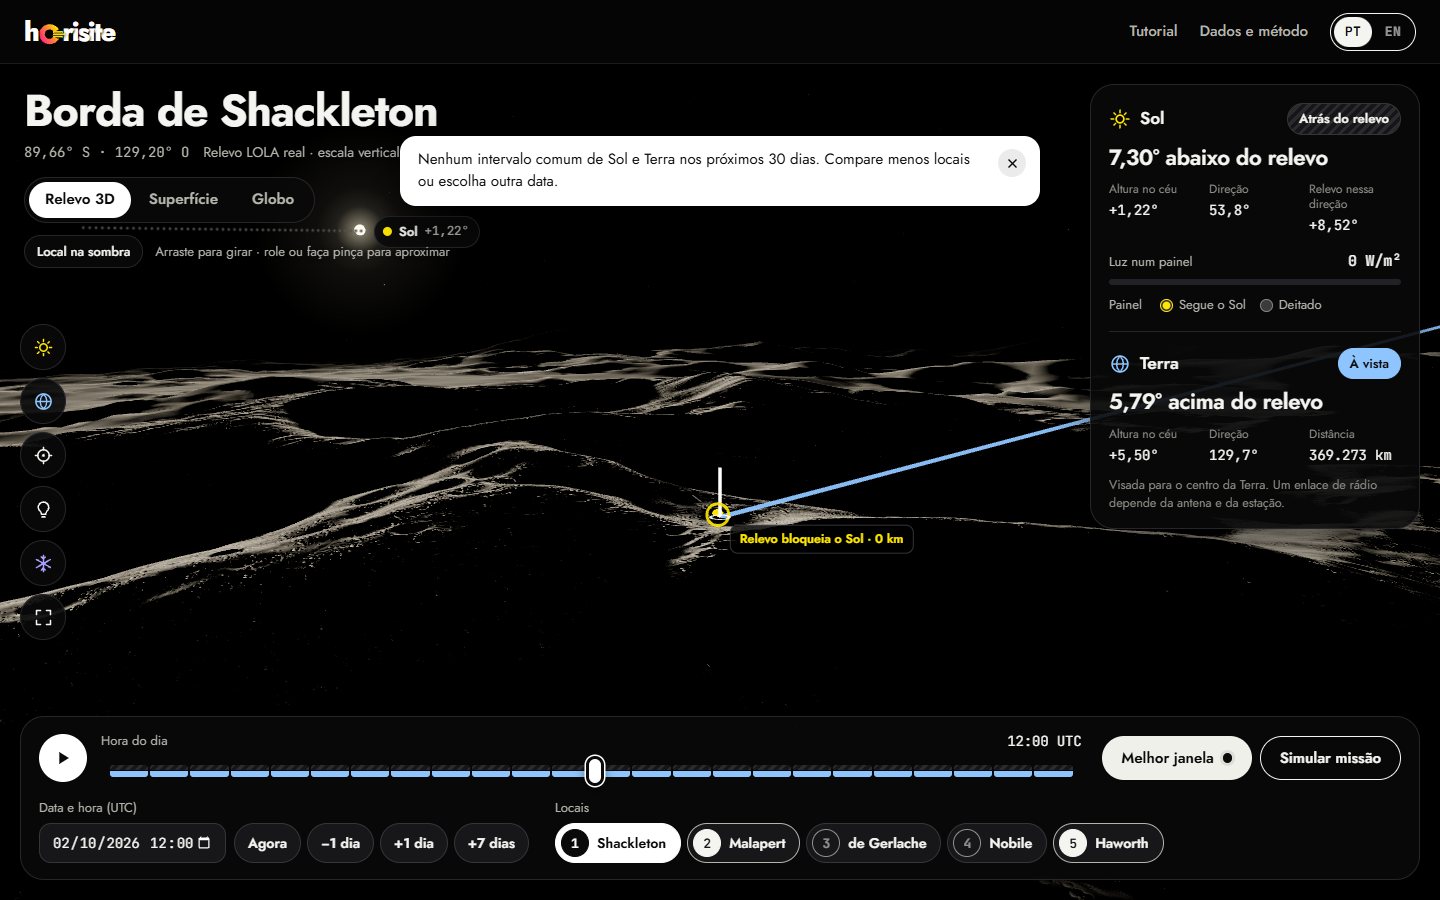 horisite
Tutorial
Dados e método
PT
EN
Borda de Shackleton
89,66° S · 129,20° O Relevo LOLA real · escala vertical
Nenhum intervalo comum de Sol e Terra nos próximos 30 dias. Compare menos locais
ou escolha outra data.
Relevo 3D
Superfície
Globo
Sol +1,22°
Local na sombra
Arraste para girar · role ou faça pinça para aproximar
Sol
Atrás do relevo
7,30° abaixo do relevo
Altura no céu
Direção
Relevo nessa
direção
+1,22°
53,8°
+8,52°
Luz num painel
0 W/m²
Painel
Segue o Sol
Deitado
Terra
À vista
5,79° acima do relevo
Altura no céu
Direção
Distância
+5,50°
129,7°
369.273 km
Visada para o centro da Terra. Um enlace de rádio
depende da antena e da estação.
Relevo bloqueia o Sol · 0 km
Hora do dia
12:00 UTC
Melhor janela
Simular missão
Data e hora (UTC)
02/10/2026 12:00
Agora
−1 dia
+1 dia
+7 dias
Locais
1 Shackleton
2 Malapert
3 de Gerlache
4 Nobile
5 Haworth